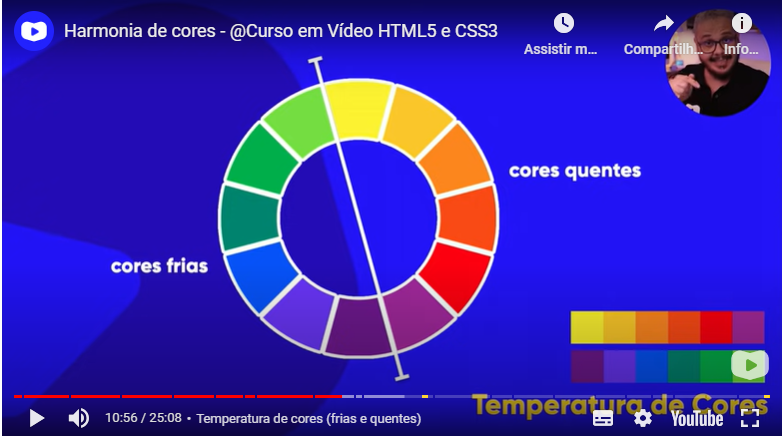 Harmonia de cores - @Curso em Vídeo HTML5 e CSS3
Assistir m...
Compartilh...
Info...
cores quentes
cores frias
Temperatura de Cores
10:56 / 25:08 • Temperatura de cores (frias e quentes)
YouTube